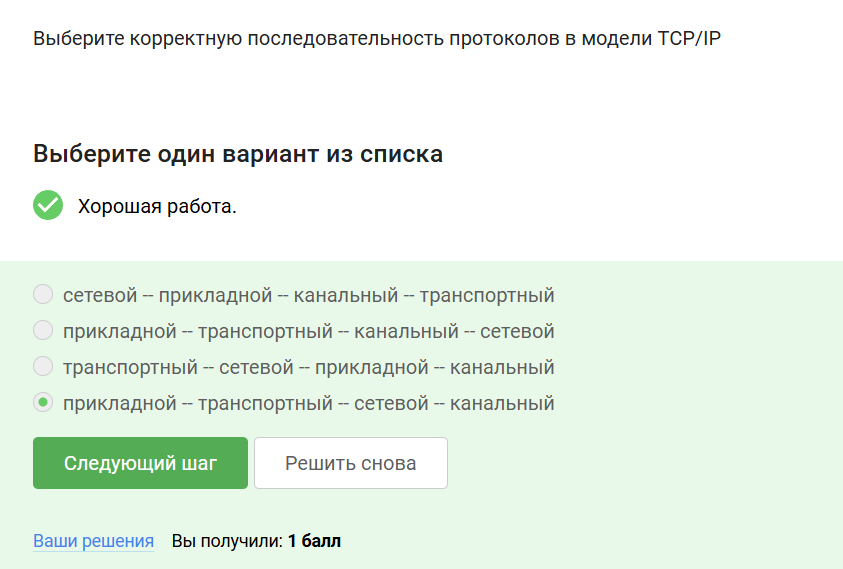 Выберите корректную последовательность протоколов в модели TCP/IP
Выберите один вариант из списка
Хорошая работа.
сетевой -- прикладной -- канальный -- транспортный
прикладной -- транспортный -- канальный -- сетевой
транспортный -- сетевой -- прикладной -- канальный
прикладной -- транспортный -- сетевой -- канальный
Следующий шаг Решить снова
Ваши решения Вы получили: 1 балл